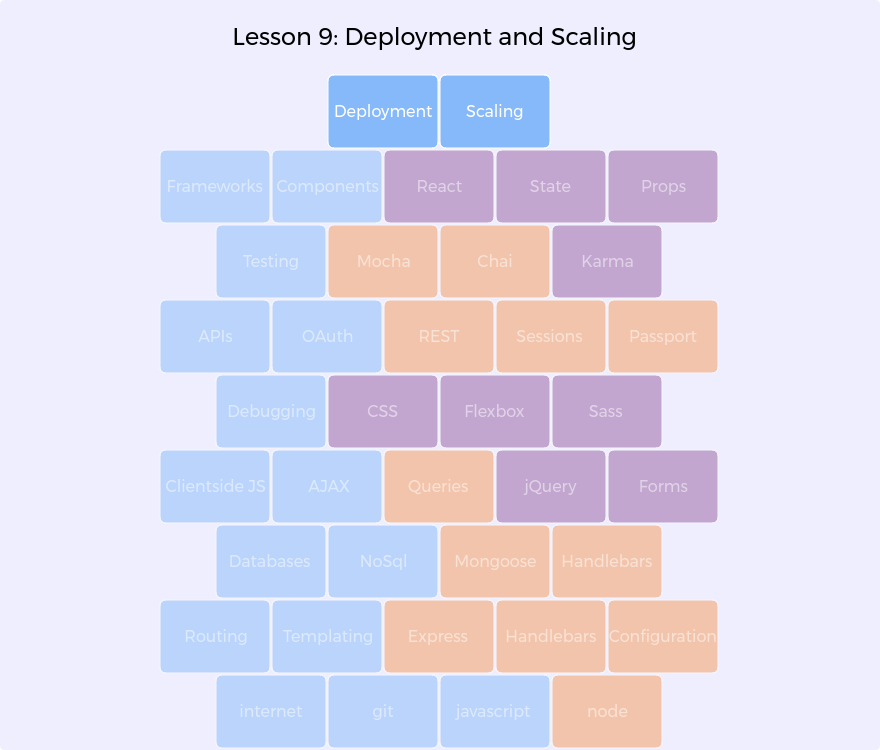 Lesson 9: Deployment and Scaling
Deployment Scaling
Frameworks Components React State Props
Testing Mocha Chai Karma
APIs OAuth REST Sessions Passport
Debugging CSS Flexbox Sass
Clientside JS AJAX Queries jQuery Forms
Databases NoSql Mongoose Handlebars
Routing Templating Express Handlebars Configuration
internet git javascript node